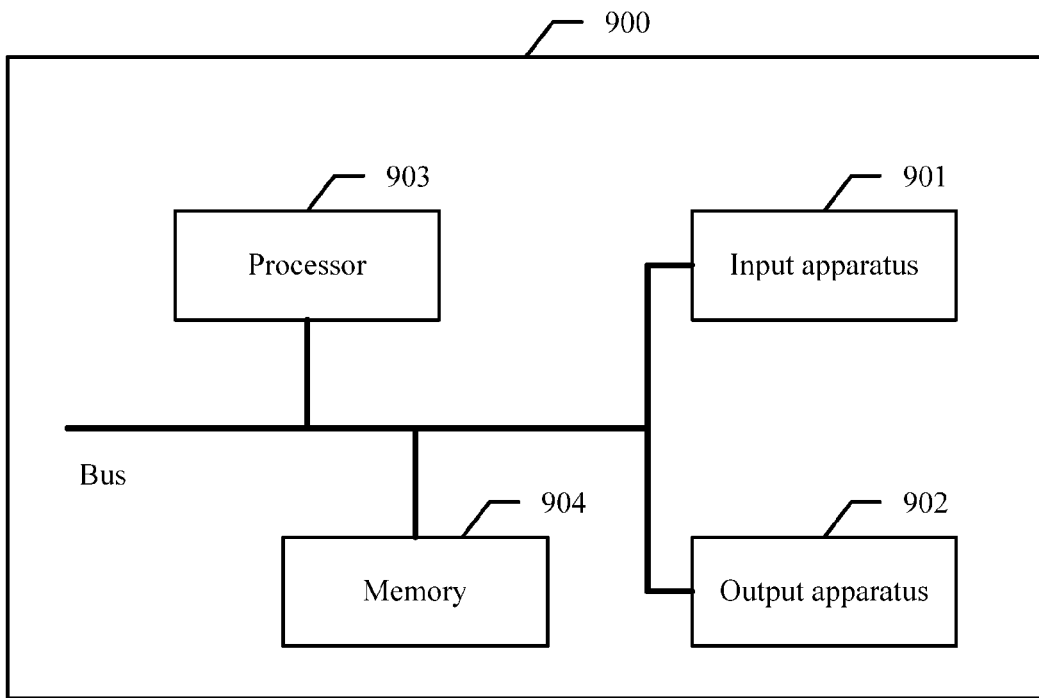 900
903
901
Processor
Input apparatus
Bus
904
902
Memory
Output apparatus